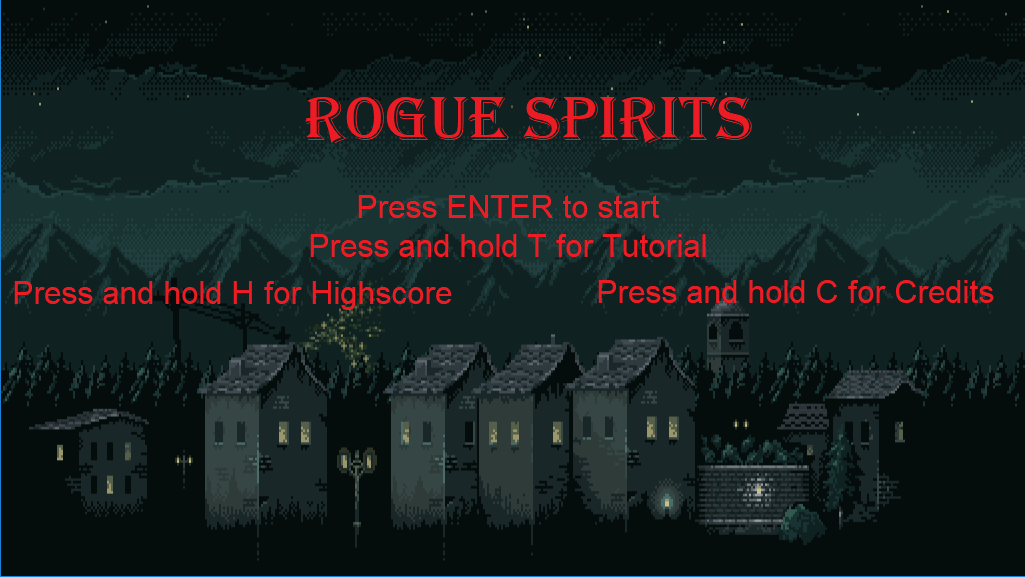 ROGUE SPIRITS
Press ENTER to start
Press and hold T for Tutorial
Press and hold H for Highscore
Press and hold C for Credits